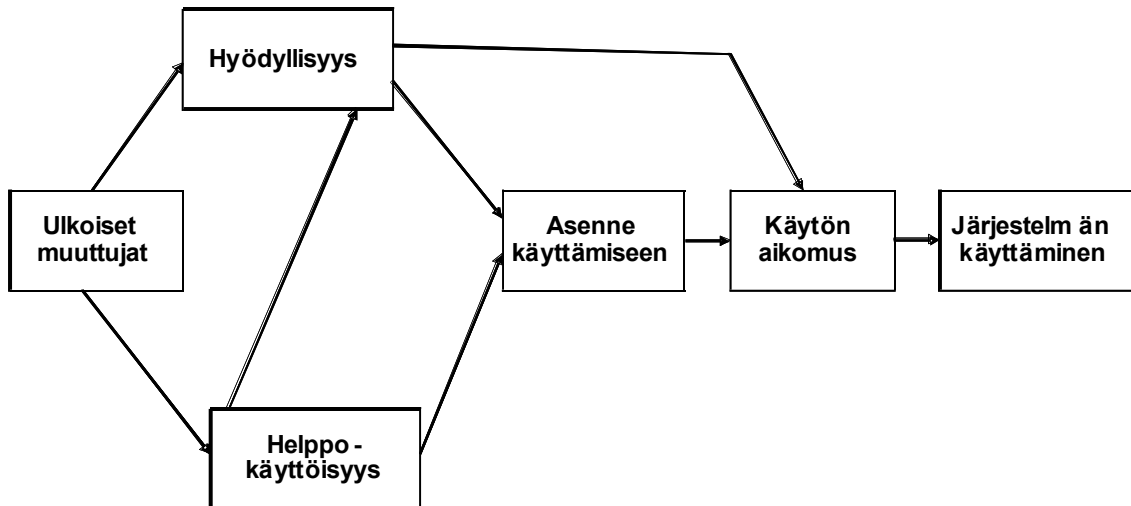 Hyödyllisyys
Ulkoiset
muuttujat
Asenne
käyttämiseen
Käytön
aikomus
Järjestelm än
käyttäminen
Helppo -
käyttöisyys